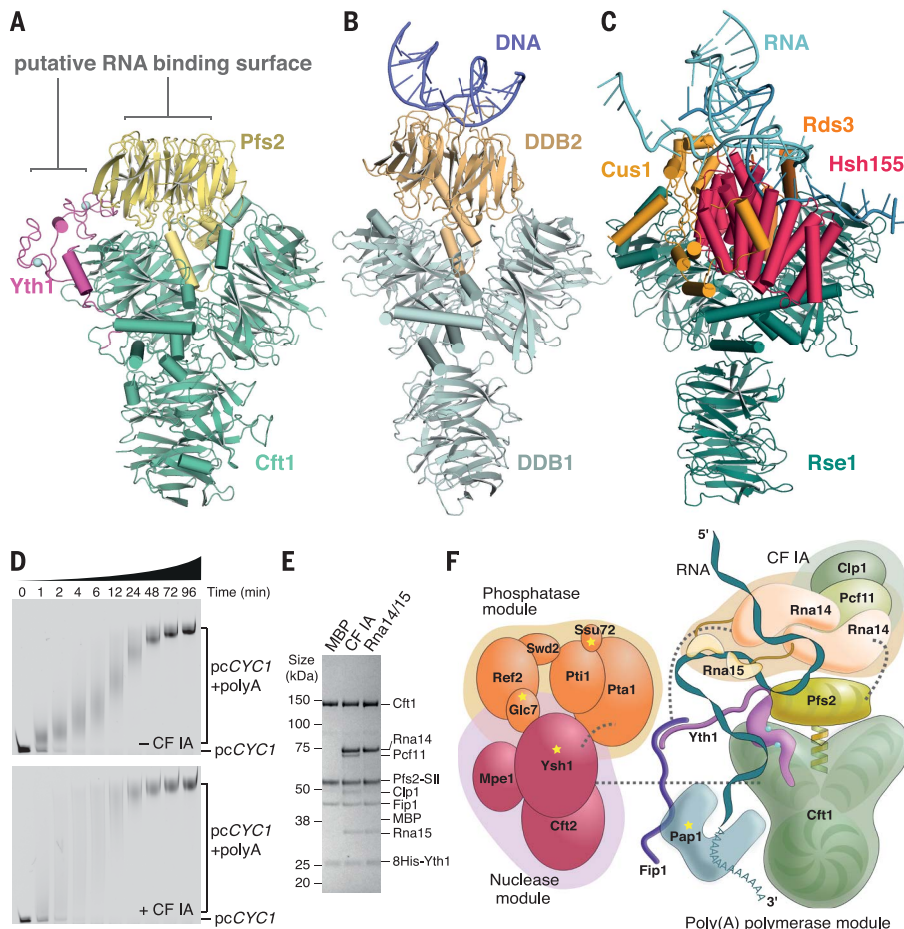 A
putative RNA binding surface
Pfs2
Yth1
Cft1
B
DNA
DDB2
DDB1
C
RNA
Rds3
Cus1
Hsh155
Rse1
D
0 1 2 4 6 12 24 48 72 96 Time (min)
pcCYC1
+polyA
– CF IA
pcCYC1
pcCYC1
+polyA
+ CF IA
pcCYC1
E
MBP
CF IA
Rna14/15
Size
(kDa)
150
100
75
50
38
25
20
Cft1
Rna14
Pcf11
Pfs2-SII
Clp1
Fip1
MBP
Rna15
8His-Yth1
F
Phosphatase
module
Ssu72
Swd2
Ref2
Pti1
Pta1
Glc7
Ysh1
Mpe1
Cft2
Nuclease module
5'
RNA
CF IA
Clp1
Pcf11
Rna14
Rna14
Rna15
Pfs2
Yth1
Cft1
Pap1
Fip1
AAAAAAAAAA
3'
Poly(A) polymerase module